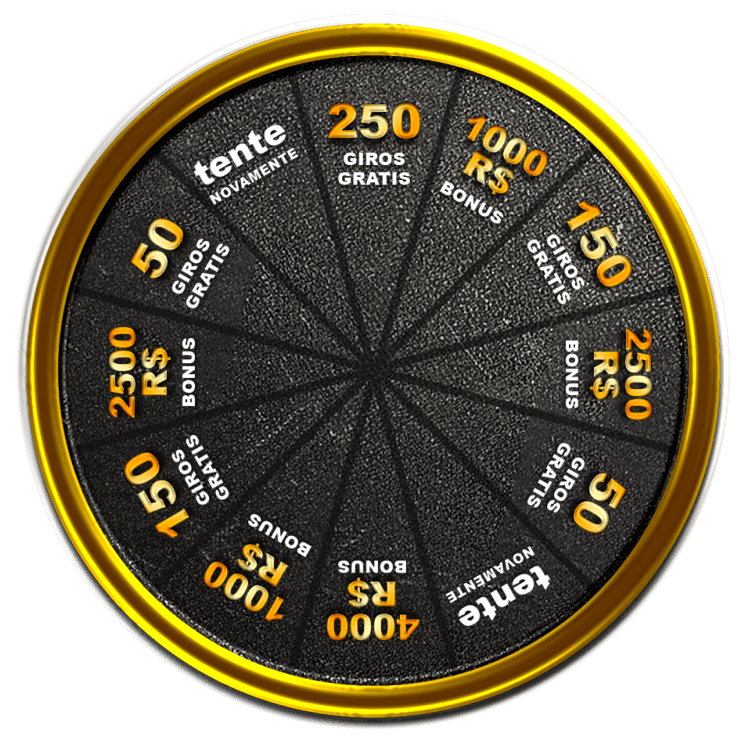 250
GIROS
GRATIS
1000
R$
BONUS
150
GIROS
GRATIS
2500
R$
BONUS
50
GIROS
GRATIS
tente
NOVAMENTE
4000
R$
BONUS
1000
R$
BONUS
150
GIROS
GRATIS
2500
R$
BONUS
50
GIROS
GRATIS
tente
NOVAMENTE